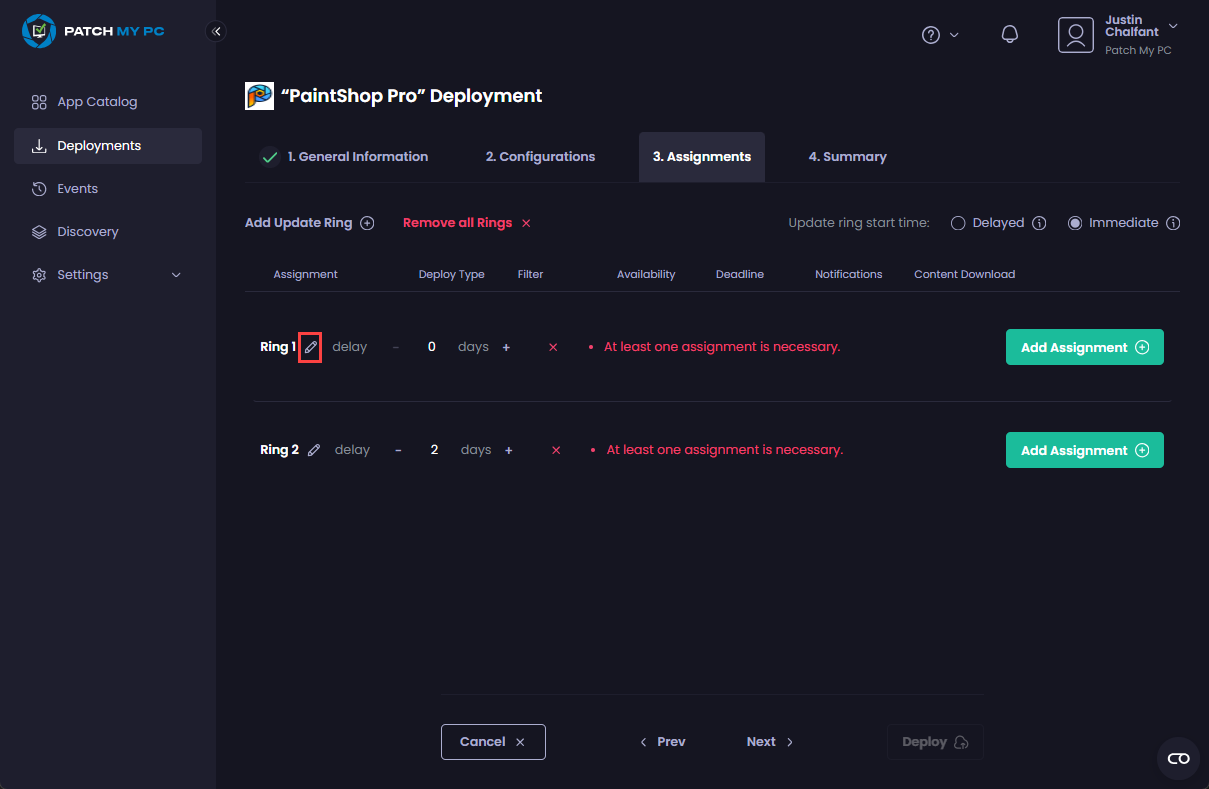 PATCH MY PC
Justin
Chalfant
Patch My PC
App Catalog
Deployments
Events
Discovery
Settings
“PaintShop Pro” Deployment
1. General Information
2. Configurations
3. Assignments
4. Summary
Add Update Ring
Remove all Rings
Update ring start time:
Delayed
Immediate
Assignment
Deploy Type
Filter
Availability
Deadline
Notifications
Content Download
Ring 1 delay - 0 days + At least one assignment is necessary. Add Assignment
Ring 2 delay - 2 days + At least one assignment is necessary. Add Assignment
Cancel
Prev
Next
Deploy